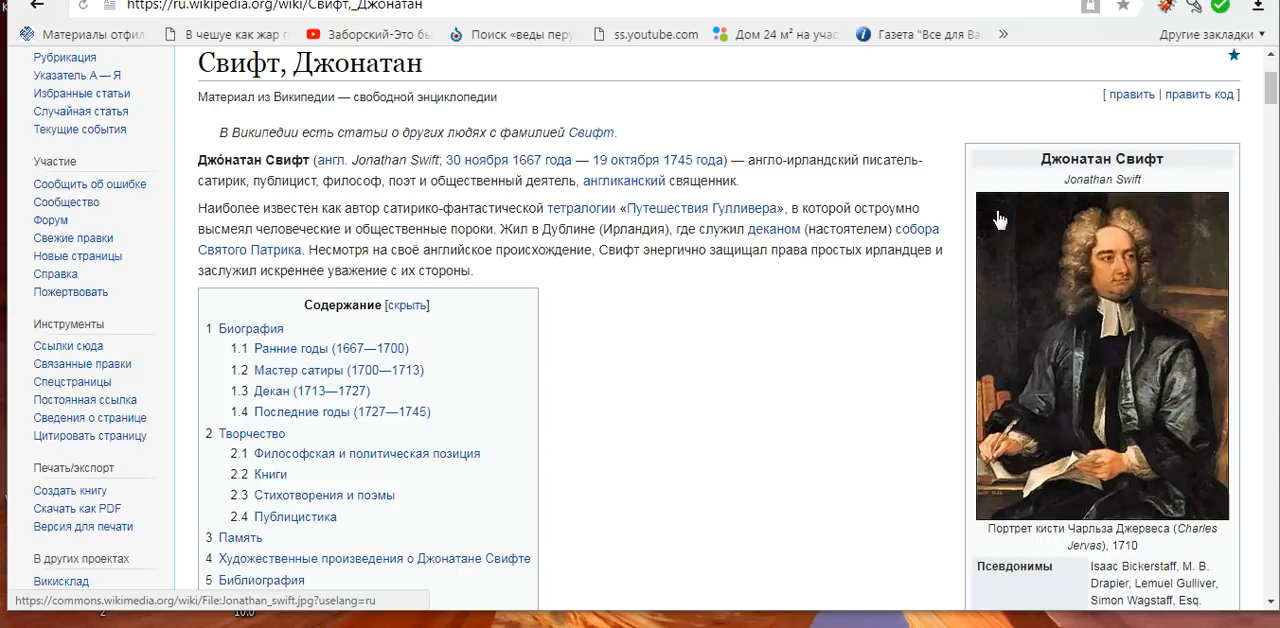 https://ru.wikipedia.org/wiki/Свифт,_Джонатан
Материалы отфил
В чешуе как жар г
Заборский-Это бы
Поиск «веды перу
ss.youtube.com
Дом 24 м² на учас
Газета "Все для Ва
»
Другие закладки
Рубрикация
Указатель А — Я
Избранные статьи
Случайная статья
Текущие события
Участие
Сообщить об ошибке
Сообщество
Форум
Свежие правки
Новые страницы
Справка
Пожертвовать
Инструменты
Ссылки сюда
Связанные правки
Спецстраницы
Постоянная ссылка
Сведения о странице
Цитировать страницу
Печать/экспорт
Создать книгу
Скачать как PDF
Версия для печати
В других проектах
Викисклад
Свифт, Джонатан
Материал из Википедии — свободной энциклопедии
[ править | править код ]
В Википедии есть статьи о других людях с фамилией Свифт.
Джо́натан Свифт (англ. Jonathan Swift; 30 ноября 1667 года — 19 октября 1745 года) — англо-ирландский писатель-
сатирик, публицист, философ, поэт и общественный деятель, англиканский священник.
Наиболее известен как автор сатирико-фантастической тетралогии «Путешествия Гулливера», в которой остроумно
высмеял человеческие и общественные пороки. Жил в Дублине (Ирландия), где служил деканом (настоятелем) собора
Святого Патрика. Несмотря на своё английское происхождение, Свифт энергично защищал права простых ирландцев и
заслужил искреннее уважение с их стороны.
Содержание [скрыть]
1 Биография
1.1 Ранние годы (1667—1700)
1.2 Мастер сатиры (1700—1713)
1.3 Декан (1713—1727)
1.4 Последние годы (1727—1745)
2 Творчество
2.1 Философская и политическая позиция
2.2 Книги
2.3 Стихотворения и поэмы
2.4 Публицистика
3 Память
4 Художественные произведения о Джонатане Свифте
5 Библиография
Джонатан Свифт
Jonathan Swift
Портрет кисти Чарльза Джервеса (Charles
Jervas), 1710
Псевдонимы
Isaac Bickerstaff, M. B.
Drapier, Lemuel Gulliver,
Simon Wagstaff, Esq.
https://commons.wikimedia.org/wiki/File:Jonathan_swift.jpg?uselang=ru